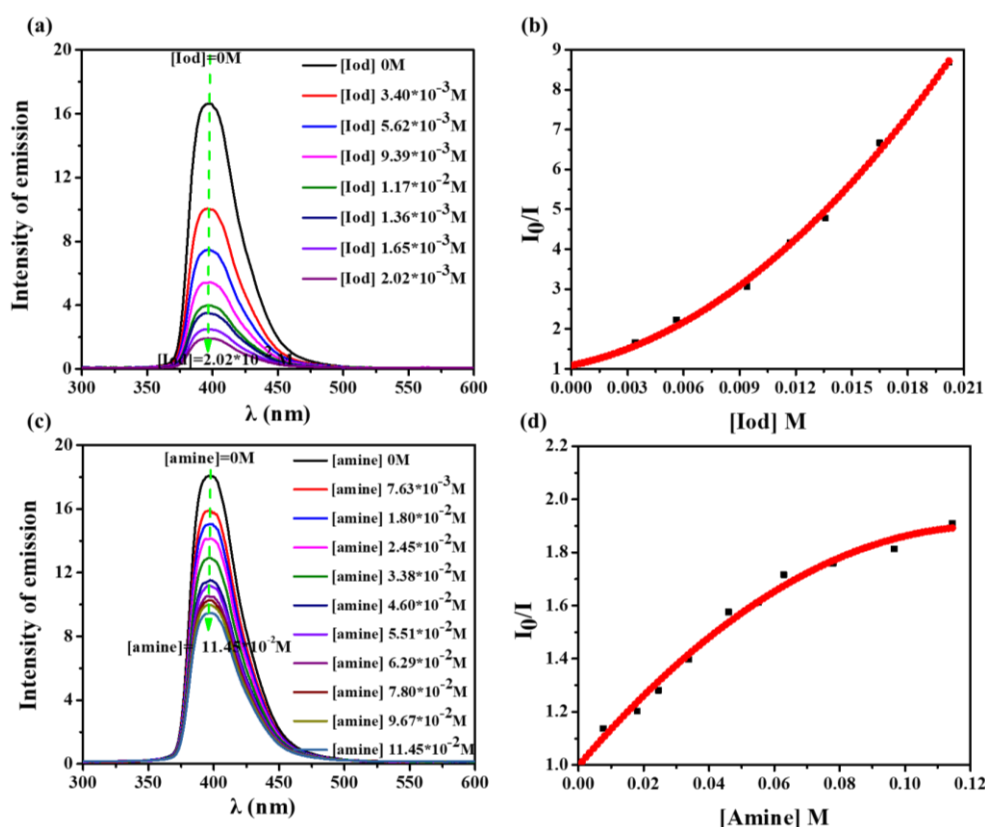 (a)
20
16
12
8
4
0
Intensity of emission
[Iod]=0M
[Iod] 0M
[Iod] 3.40*10⁻³M
[Iod] 5.62*10⁻³M
[Iod] 9.39*10⁻³M
[Iod] 1.17*10⁻²M
[Iod] 1.36*10⁻³M
[Iod] 1.65*10⁻³M
[Iod] 2.02*10⁻³M
[Iod]=2.02*10⁻² M
300 350 400 450 500 550 600
λ (nm)
(b)
9
8
7
6
5
4
3
2
1
I₀/I
0.000 0.003 0.006 0.009 0.012 0.015 0.018 0.021
[Iod] M
(c)
20
16
12
8
4
0
Intensity of emission
[amine]=0M
[amine] 0M
[amine] 7.63*10⁻³M
[amine] 1.80*10⁻²M
[amine] 2.45*10⁻²M
[amine] 3.38*10⁻²M
[amine] 4.60*10⁻²M
[amine] 5.51*10⁻²M
[amine] 6.29*10⁻²M
[amine] 7.80*10⁻²M
[amine] 9.67*10⁻²M
[amine] 11.45*10⁻²M
[amine]= 11.45*10⁻²M
300 350 400 450 500 550 600
λ (nm)
(d)
2.2
2.0
1.8
1.6
1.4
1.2
1.0
I₀/I
0.00 0.02 0.04 0.06 0.08 0.10 0.12
[Amine] M